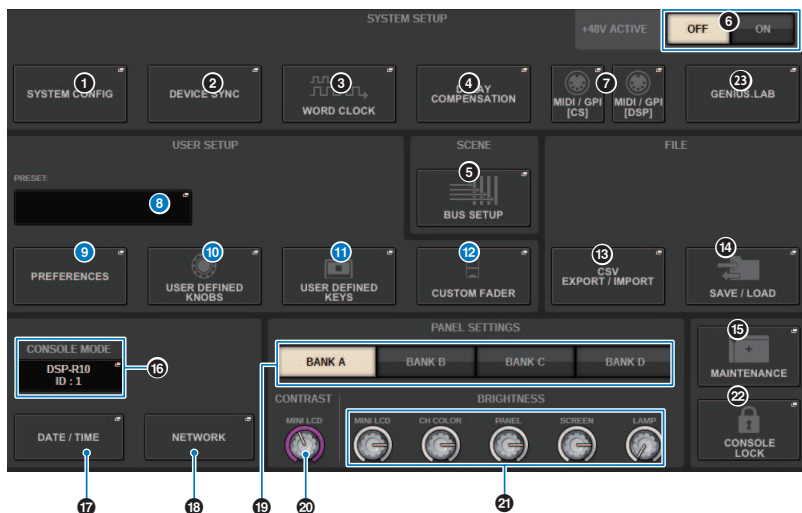 SYSTEM SETUP
+48V ACTIVE
OFF
6
ON
1
SYSTEM CONFIG
2
DEVICE SYNC
3
WORD CLOCK
4
DELAY
COMPENSATION
7
MIDI / GPI
[CS]
MIDI / GPI
[DSP]
23
GENIUS.LAB
USER SETUP
SCENE
FILE
PRESET:
8
5
BUS SETUP
9
PREFERENCES
10
USER DEFINED
KNOBS
11
USER DEFINED
KEYS
12
CUSTOM FADER
13
CSV
EXPORT / IMPORT
14
SAVE / LOAD
CONSOLE MODE
DSP-R10
ID : 1
16
PANEL SETTINGS
BANK A
BANK B
BANK C
BANK D
15
MAINTENANCE
CONTRAST
BRIGHTNESS
MINI LCD
MINI LCD
CH COLOR
PANEL
SCREEN
LAMP
22
CONSOLE
LOCK
DATE / TIME
NETWORK
17
18
19
20
21